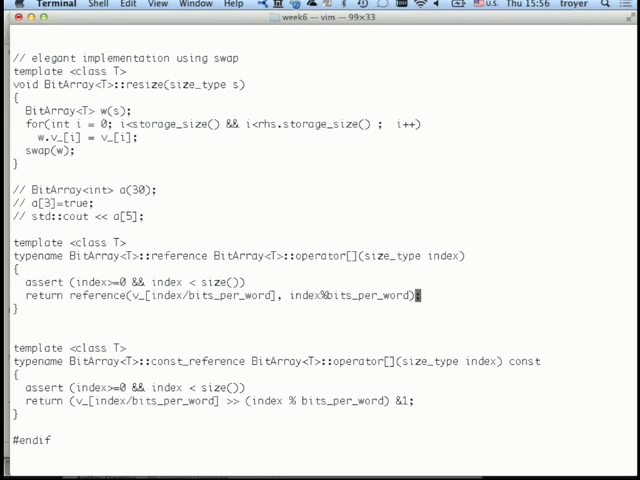 Terminal Shell Edit View Window Help U.S. Thu 15:56 troyer
week6 — vim — 99×33
// elegant implementation using swap
template <class T>
void BitArray<T>::resize(size_type s)
{
BitArray<T> w(s);
for(int i = 0; i<storage_size() && i<rhs.storage_size() ; i++)
w.v_[i] = v_[i];
swap(w);
}
// BitArray<int> a(30);
// a[3]=true;
// std::cout << a[5];
template <class T>
typename BitArray<T>::reference BitArray<T>::operator[](size_type index)
{
assert (index>=0 && index < size())
return reference(v_[index/bits_per_word], index%bits_per_word);
}
template <class T>
typename BitArray<T>::const_reference BitArray<T>::operator[](size_type index) const
{
assert (index>=0 && index < size())
return (v_[index/bits_per_word] >> (index % bits_per_word) &1;
}
#endif